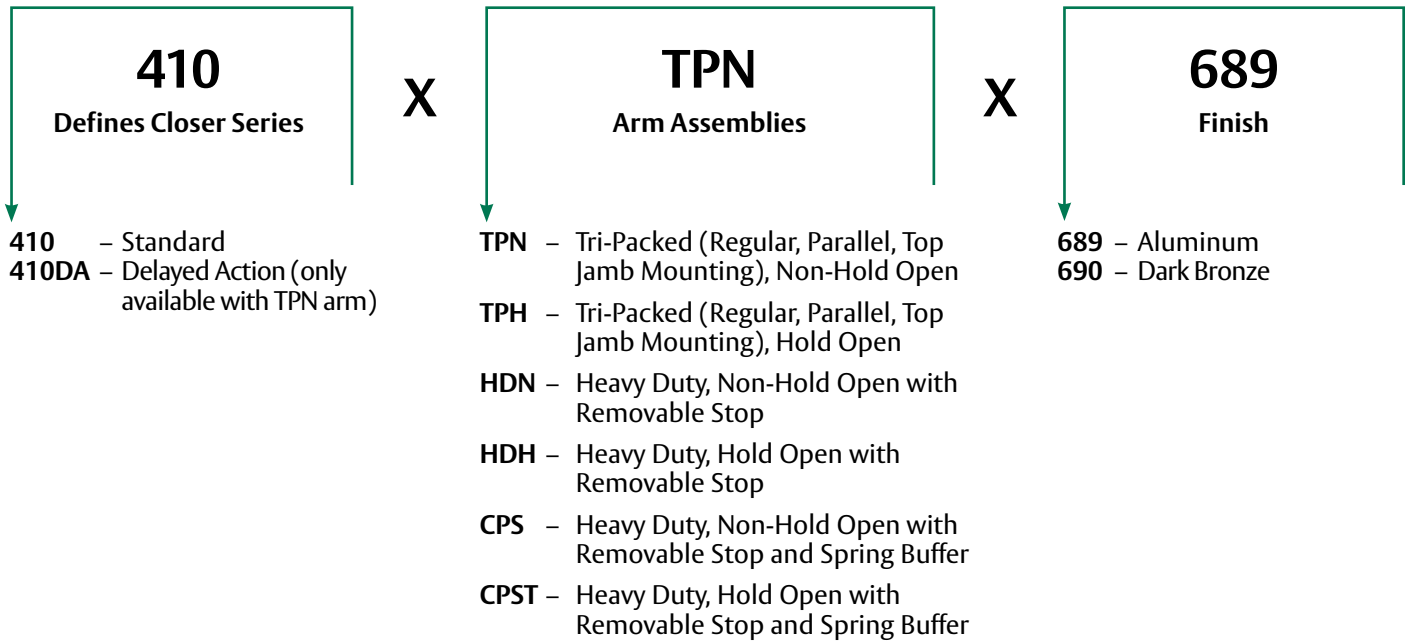 410
Defines Closer Series
X
TPN
Arm Assemblies
X
689
Finish
410 – Standard
410DA – Delayed Action (only
available with TPN arm)
TPN – Tri-Packed (Regular, Parallel, Top
Jamb Mounting), Non-Hold Open
TPH – Tri-Packed (Regular, Parallel, Top
Jamb Mounting), Hold Open
HDN – Heavy Duty, Non-Hold Open with
Removable Stop
HDH – Heavy Duty, Hold Open with
Removable Stop
CPS – Heavy Duty, Non-Hold Open with
Removable Stop and Spring Buffer
CPST – Heavy Duty, Hold Open with
Removable Stop and Spring Buffer
689 – Aluminum
690 – Dark Bronze